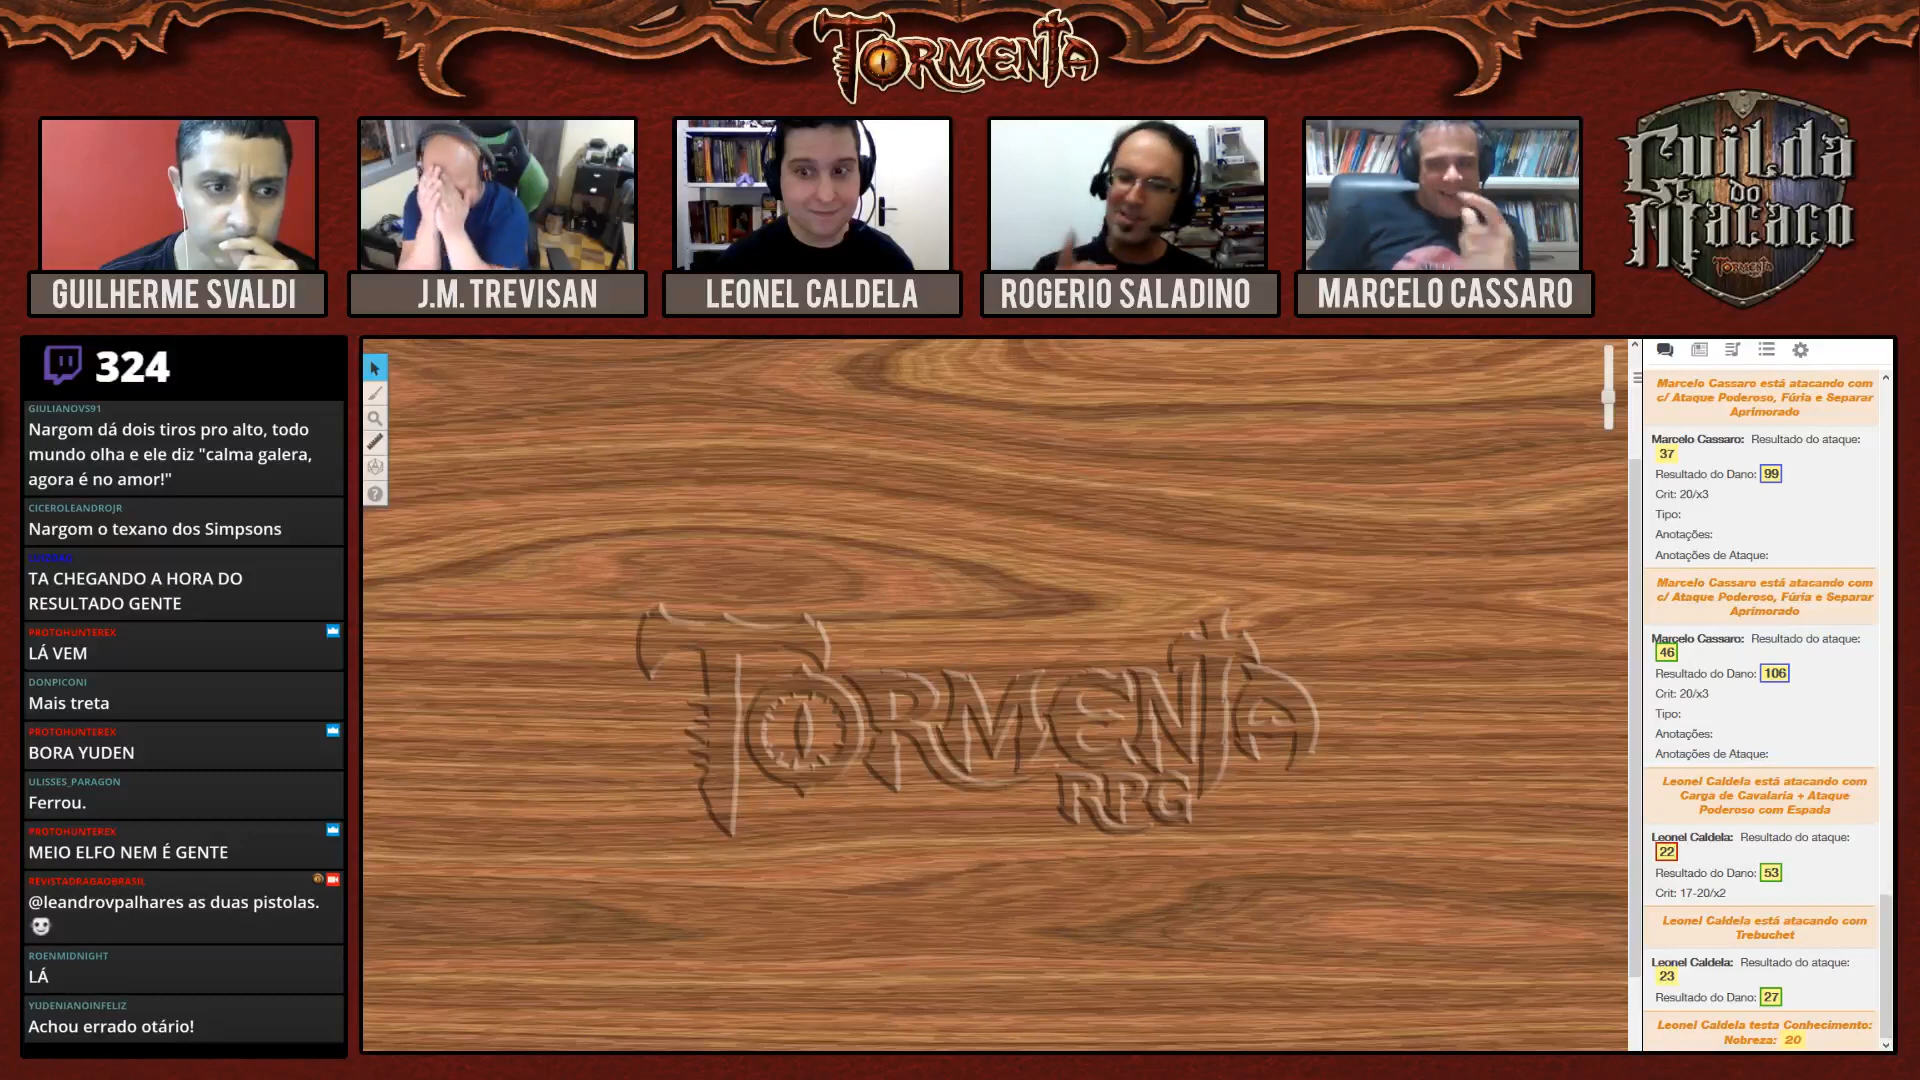 TORMENTA
Guilda
do
Macaco
TORMENTA
GUILHERME SVALDI
J.M. TREVISAN
LEONEL CALDELA
ROGERIO SALADINO
MARCELO CASSARO
324
GIULIANOVS91
Nargom dá dois tiros pro alto, todo
mundo olha e ele diz "calma galera,
agora é no amor!"
CICEROLEANDROJR
Nargom o texano dos Simpsons
TA CHEGANDO A HORA DO
RESULTADO GENTE
PROTOHUNTEREX
LÁ VEM
DONPICONI
Mais treta
PROTOHUNTEREX
BORA YUDEN
ULISSES_PARAGON
Ferrou.
PROTOHUNTEREX
MEIO ELFO NEM É GENTE
REVISTADRAGAOBRASIL
@leandrovpalhares as duas pistolas.
ROENMIDNIGHT
LÁ
YUDENIANOINFELIZ
Achou errado otário!
TORMENTA
RPG
Marcelo Cassaro está atacando com
c/ Ataque Poderoso, Fúria e Separar
Aprimorado
Marcelo Cassaro: Resultado do ataque:
37
Resultado do Dano: 99
Crit: 20/x3
Tipo:
Anotações:
Anotações de Ataque:
Marcelo Cassaro está atacando com
c/ Ataque Poderoso, Fúria e Separar
Aprimorado
Marcelo Cassaro: Resultado do ataque:
46
Resultado do Dano: 106
Crit: 20/x3
Tipo:
Anotações:
Anotações de Ataque:
Leonel Caldela está atacando com
Carga de Cavalaria + Ataque
Poderoso com Espada
Leonel Caldela: Resultado do ataque:
22
Resultado do Dano: 53
Crit: 17-20/x2
Leonel Caldela está atacando com
Trebuchet
Leonel Caldela: Resultado do ataque:
23
Resultado do Dano: 27
Leonel Caldela testa Conhecimento:
Nobreza: 20